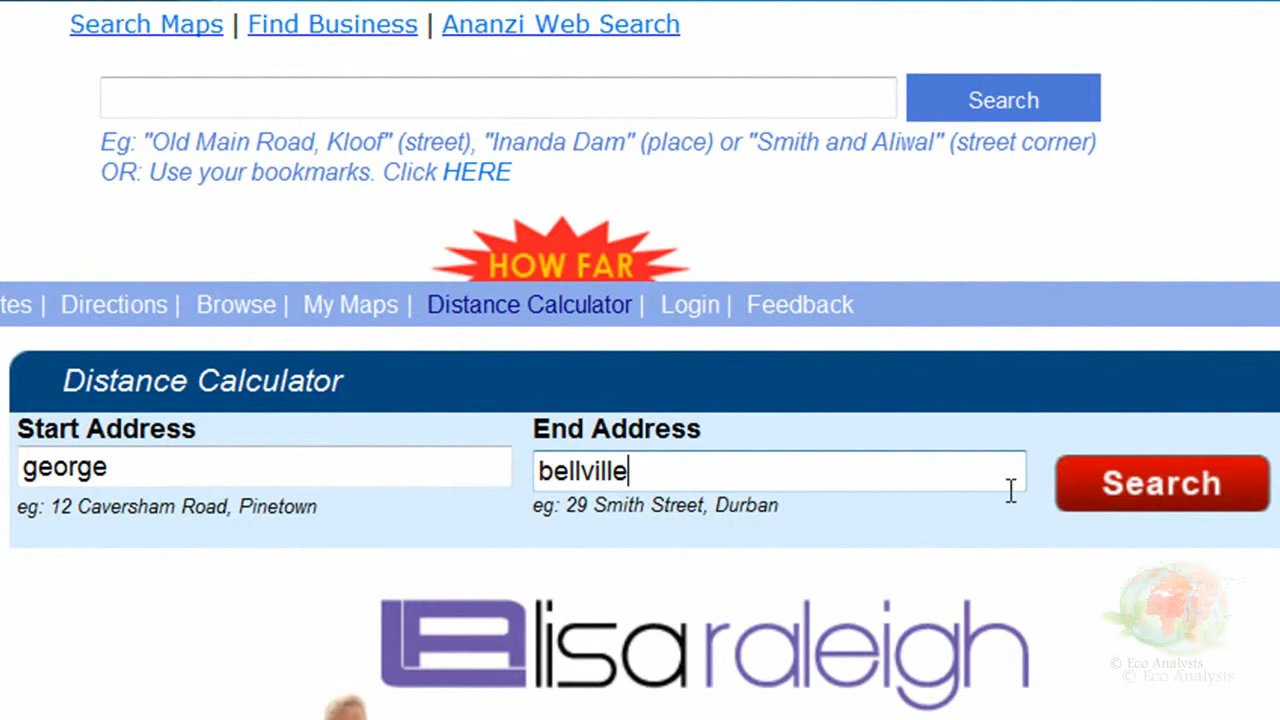 Search Maps | Find Business | Ananzi Web Search
Search
Eg: "Old Main Road, Kloof" (street), "Inanda Dam" (place) or "Smith and Aliwal" (street corner)
OR: Use your bookmarks. Click HERE
HOW FAR
tes | Directions | Browse | My Maps | Distance Calculator | Login | Feedback
Distance Calculator
Start Address End Address
george bellville Search
eg: 12 Caversham Road, Pinetown eg: 29 Smith Street, Durban
LA lisaraleigh
© Eco Analysts
© Eco Analysts